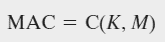 MAC = C(K, M)